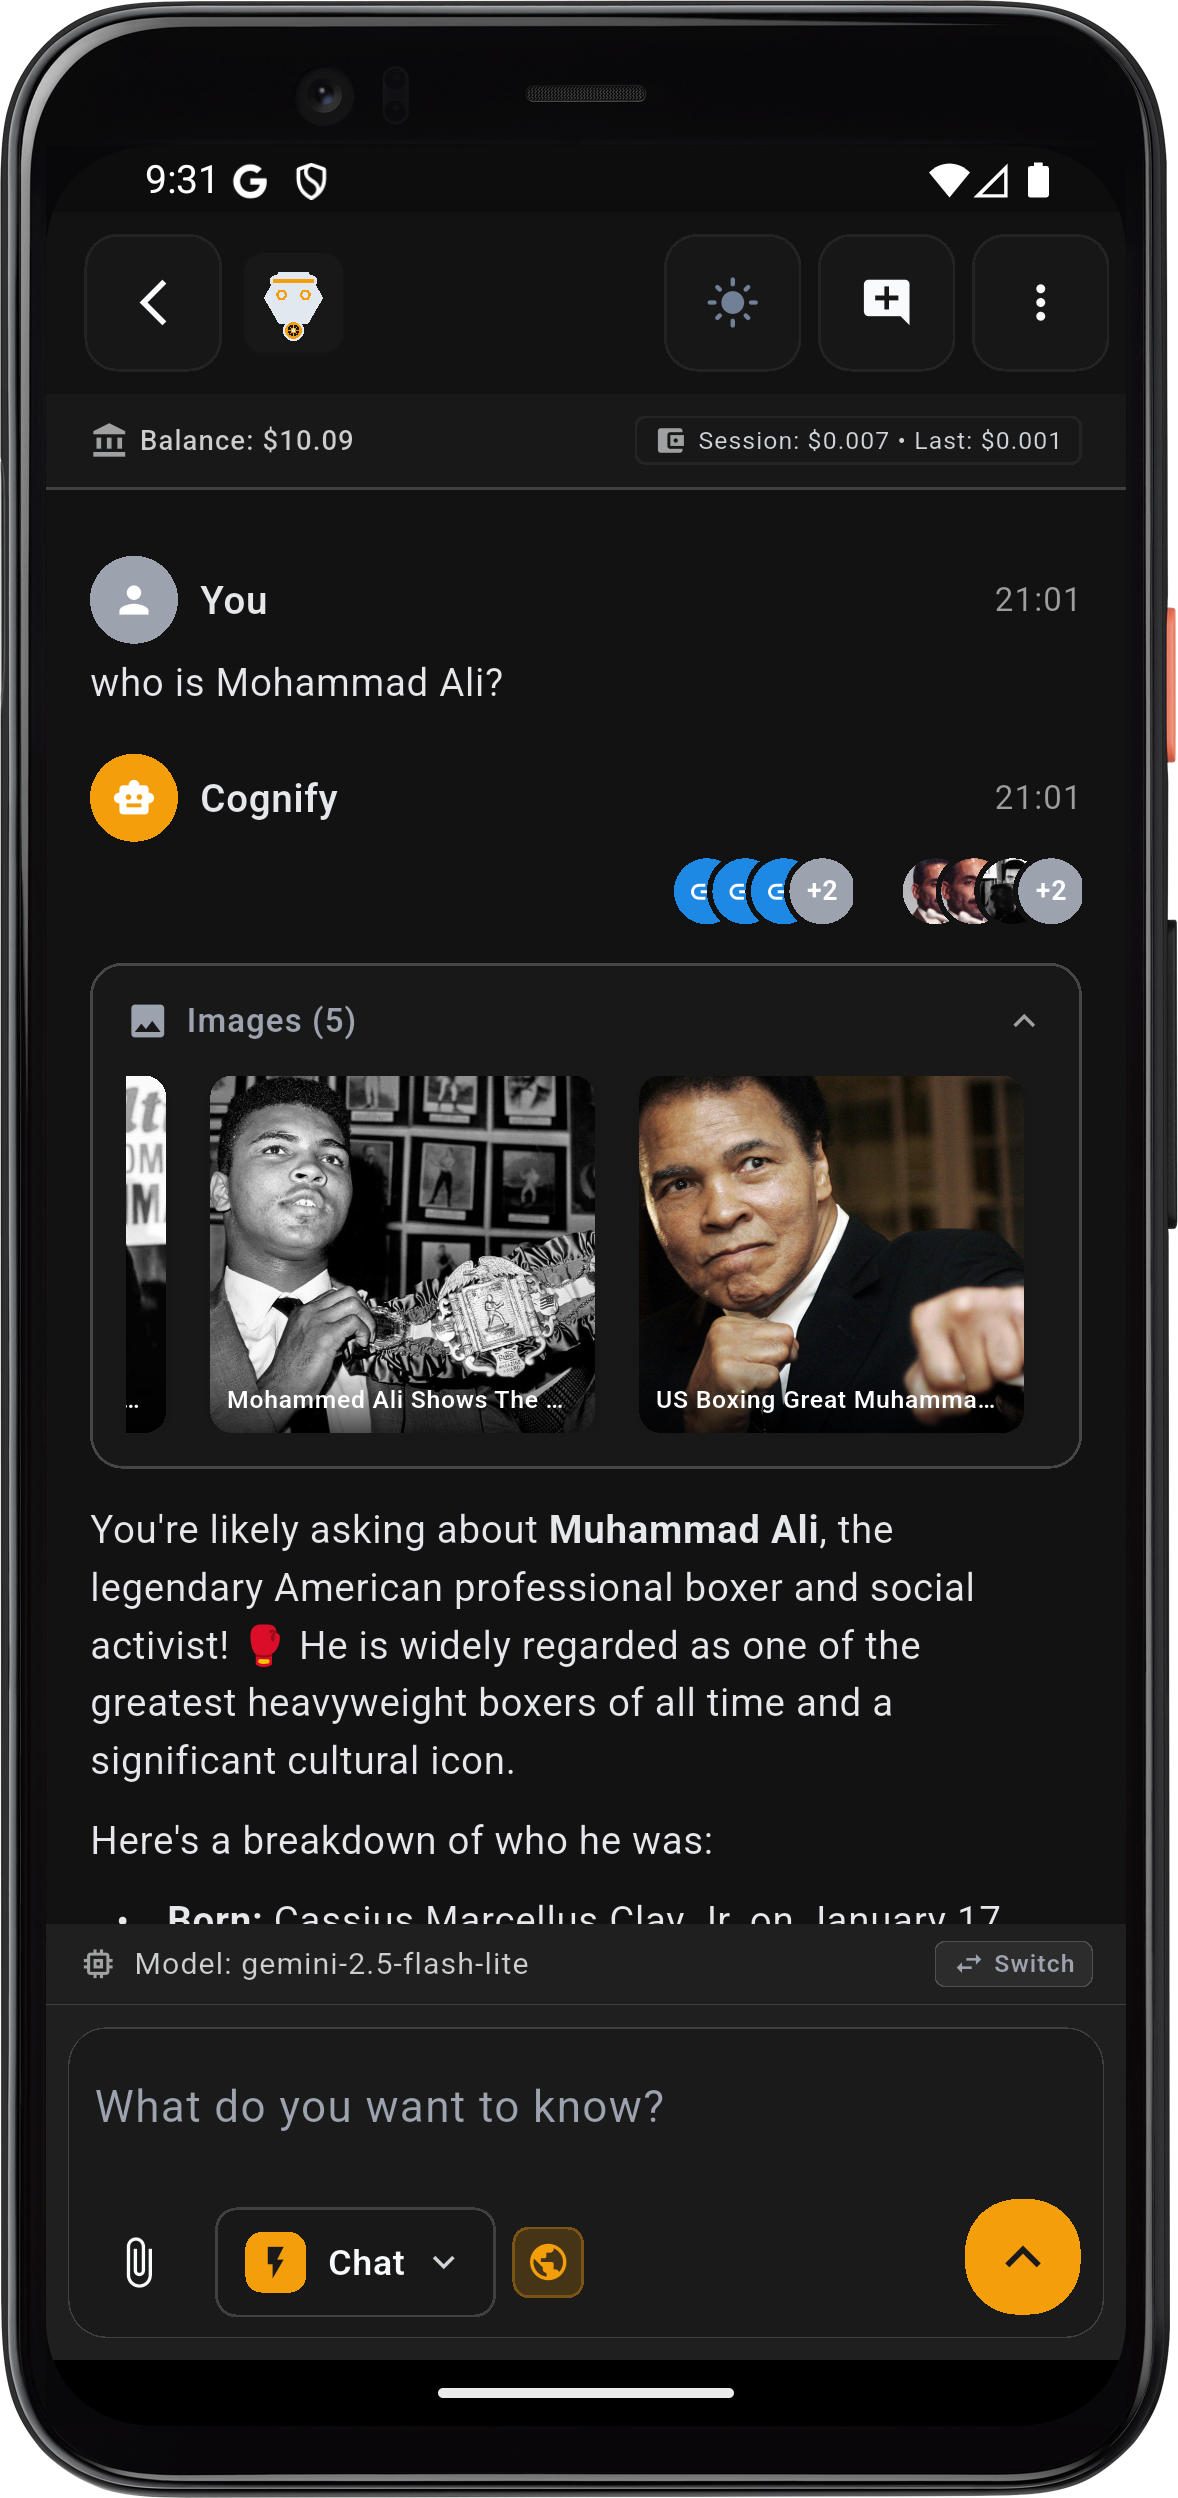 9:31
Balance: $10.09
Session: $0.007 • Last: $0.001
You
21:01
who is Mohammad Ali?
Cognify
21:01
+2
+2
Images (5)
...
Mohammed Ali Shows The ...
US Boxing Great Muhamma...
You're likely asking about Muhammad Ali, the
legendary American professional boxer and social
activist! 🥊 He is widely regarded as one of the
greatest heavyweight boxers of all time and a
significant cultural icon.
Here's a breakdown of who he was:
• Born: Cassius Marcellus Clay, Jr. on January 17
Model: gemini-2.5-flash-lite
Switch
What do you want to know?
Chat